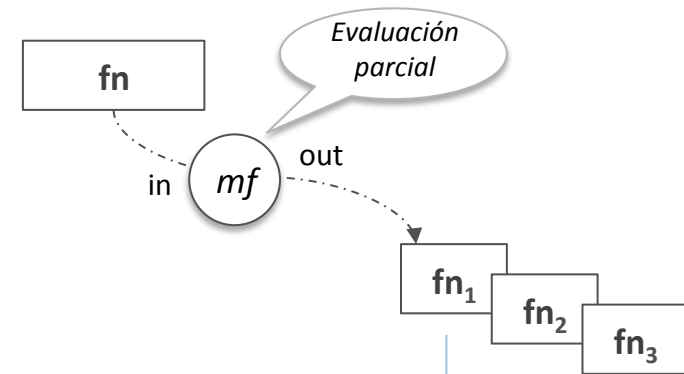 Evaluación
parcial
fn
out
in
mf
fn₁
fn₂
fn₃